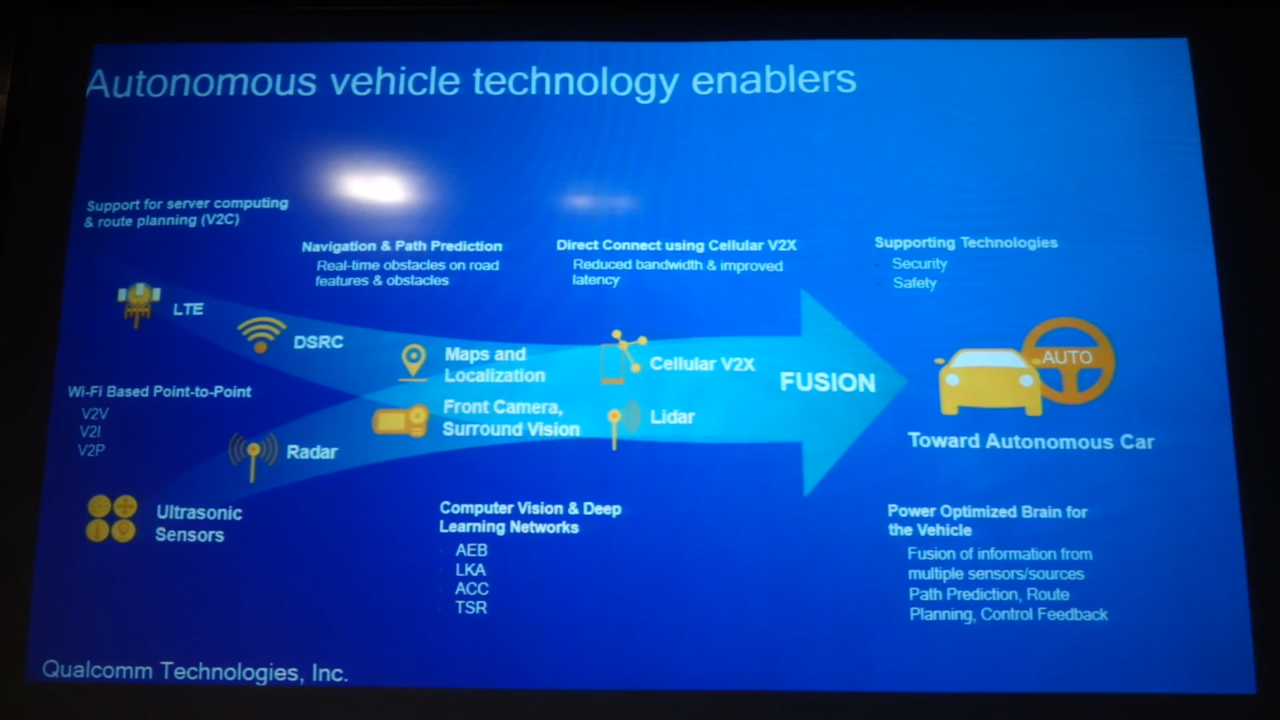 Autonomous vehicle technology enablers
Support for server computing
& route planning (V2C)
Navigation & Path Prediction
Real-time obstacles on road
features & obstacles
Direct Connect using Cellular V2X
Reduced bandwidth & improved
latency
Supporting Technologies
Security
Safety
LTE
DSRC
Maps and
Localization
Cellular V2X
FUSION
AUTO
Wi-Fi Based Point-to-Point
V2V
V2I
V2P
Radar
Front Camera,
Surround Vision
Lidar
Toward Autonomous Car
Ultrasonic
Sensors
Computer Vision & Deep
Learning Networks
AEB
LKA
ACC
TSR
Power Optimized Brain for
the Vehicle
Fusion of information from
multiple sensors/sources
Path Prediction, Route
Planning, Control Feedback
Qualcomm Technologies, Inc.